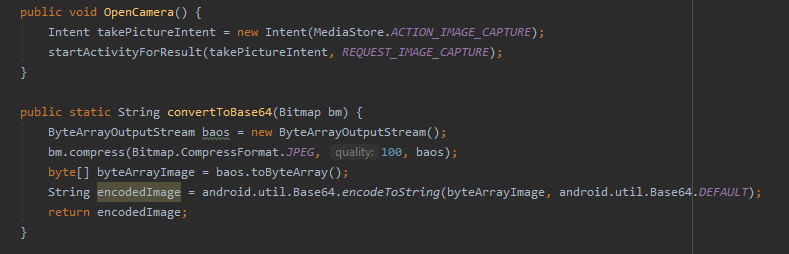 public void OpenCamera() {
Intent takePictureIntent = new Intent(MediaStore.ACTION_IMAGE_CAPTURE);
startActivityForResult(takePictureIntent, REQUEST_IMAGE_CAPTURE);
}
public static String convertToBase64(Bitmap bm) {
ByteArrayOutputStream baos = new ByteArrayOutputStream();
bm.compress(Bitmap.CompressFormat.JPEG, quality: 100, baos);
byte[] byteArrayImage = baos.toByteArray();
String encodedImage = android.util.Base64.encodeToString(byteArrayImage, android.util.Base64.DEFAULT);
return encodedImage;
}